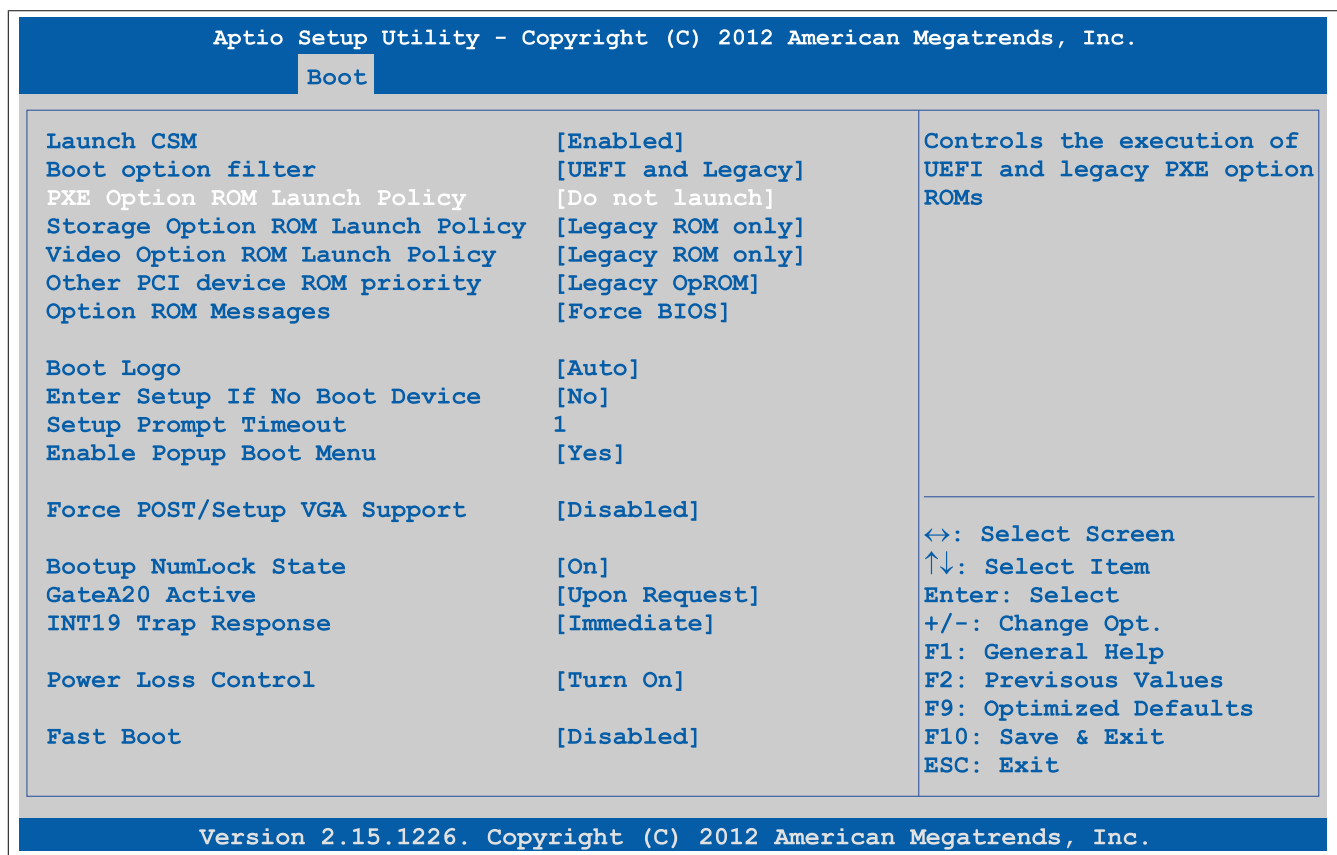 Aptio Setup Utility - Copyright (C) 2012 American Megatrends, Inc.
Boot
Launch CSM [Enabled]
Boot option filter [UEFI and Legacy]
PXE Option ROM Launch Policy [Do not launch]
Storage Option ROM Launch Policy [Legacy ROM only]
Video Option ROM Launch Policy [Legacy ROM only]
Other PCI device ROM priority [Legacy OpROM]
Option ROM Messages [Force BIOS]
Boot Logo [Auto]
Enter Setup If No Boot Device [No]
Setup Prompt Timeout 1
Enable Popup Boot Menu [Yes]
Force POST/Setup VGA Support [Disabled]
Bootup NumLock State [On]
GateA20 Active [Upon Request]
INT19 Trap Response [Immediate]
Power Loss Control [Turn On]
Fast Boot [Disabled]
Controls the execution of
UEFI and legacy PXE option
ROMs
↔: Select Screen
↑↓: Select Item
Enter: Select
+/-: Change Opt.
F1: General Help
F2: Previsous Values
F9: Optimized Defaults
F10: Save & Exit
ESC: Exit
Version 2.15.1226. Copyright (C) 2012 American Megatrends, Inc.